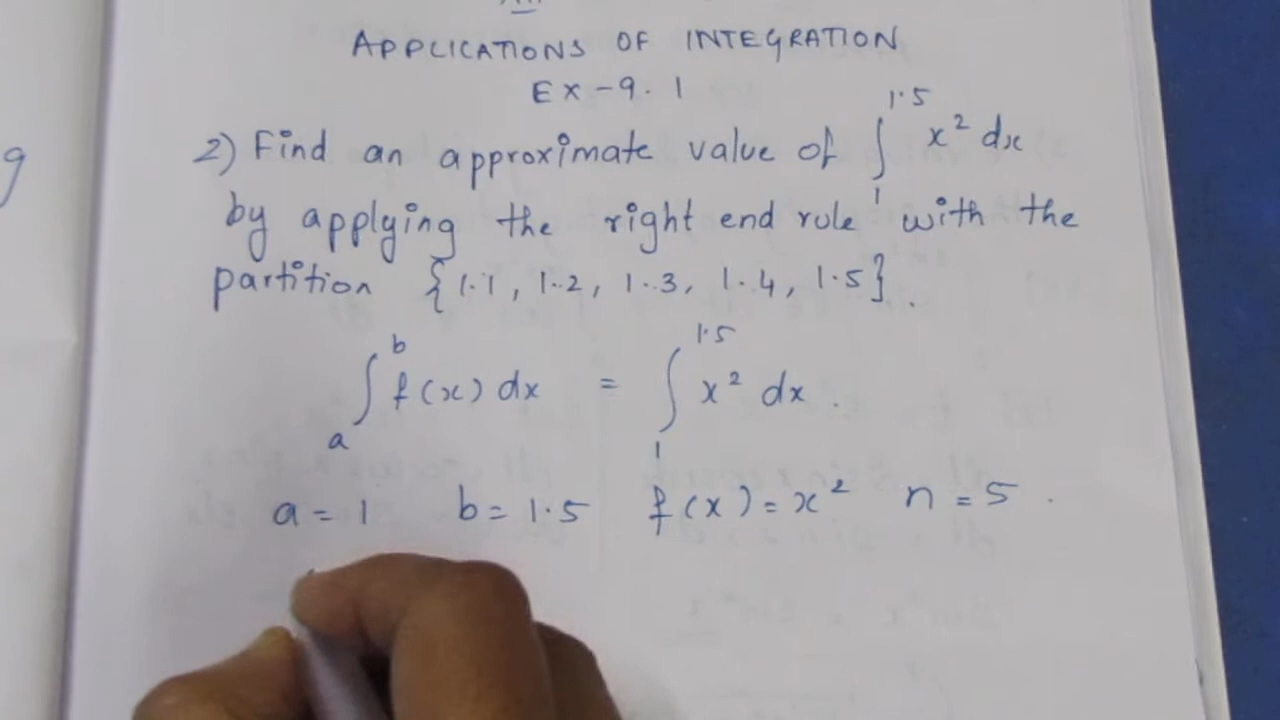 APPLICATIONS OF INTEGRATION
EX-9.1
2) Find an approximate value of ∫₁^1.5 x² dx
by applying the right end rule with the
partition {1.1, 1.2, 1.3, 1.4, 1.5}.
∫ₐ^b f(x) dx = ∫₁^1.5 x² dx.
a = 1 b = 1.5 f(x) = x² n = 5.